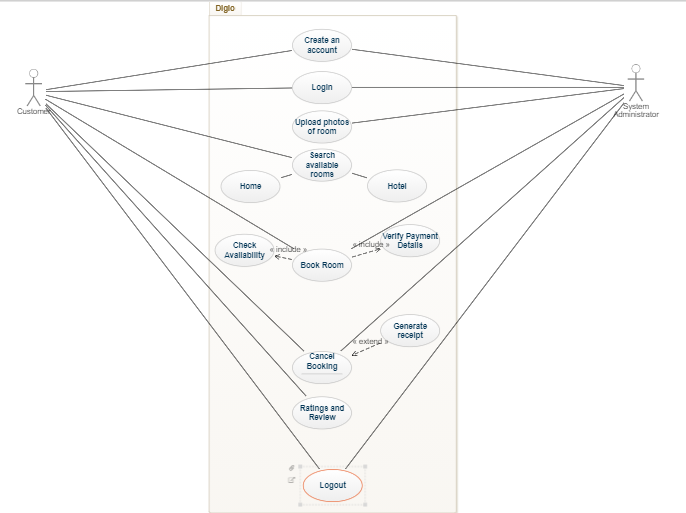 Digio
Create an
account
Login
Customer
System
Administrator
Upload photos
of room
Search
available
rooms
Home
Hotel
Check
Availability
« include »
Book Room
« include »
Verify Payment
Details
Generate
receipt
« extend »
Cancel
Booking
Ratings and
Review
Logout